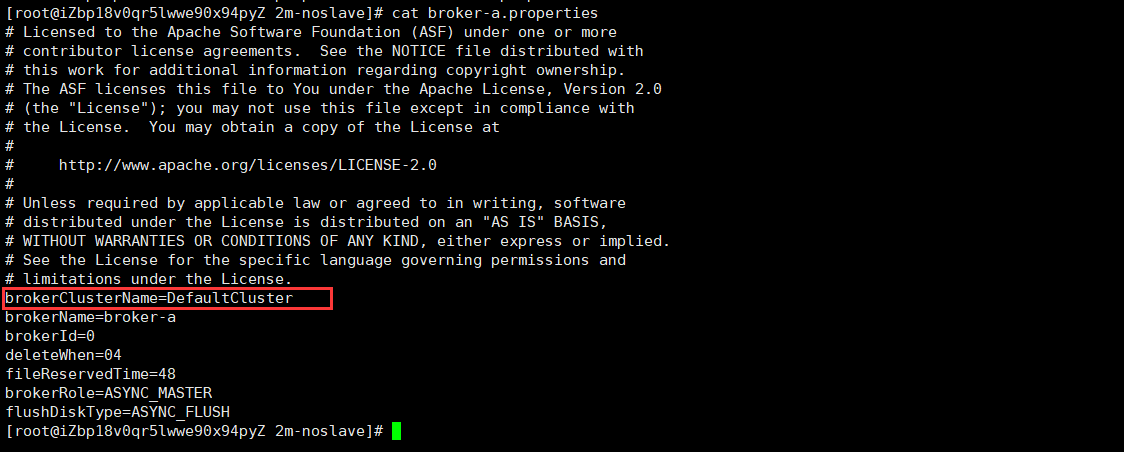 [root@iZbp18v0qr5lwwe90x94pyZ 2m-noslave]# cat broker-a.properties
# Licensed to the Apache Software Foundation (ASF) under one or more
# contributor license agreements.  See the NOTICE file distributed with
# this work for additional information regarding copyright ownership.
# The ASF licenses this file to You under the Apache License, Version 2.0
# (the "License"); you may not use this file except in compliance with
# the License.  You may obtain a copy of the License at
#
#     http://www.apache.org/licenses/LICENSE-2.0
#
# Unless required by applicable law or agreed to in writing, software
# distributed under the License is distributed on an "AS IS" BASIS,
# WITHOUT WARRANTIES OR CONDITIONS OF ANY KIND, either express or implied.
# See the License for the specific language governing permissions and
# limitations under the License.
brokerClusterName=DefaultCluster
brokerName=broker-a
brokerId=0
deleteWhen=04
fileReservedTime=48
brokerRole=ASYNC_MASTER
flushDiskType=ASYNC_FLUSH
[root@iZbp18v0qr5lwwe90x94pyZ 2m-noslave]#